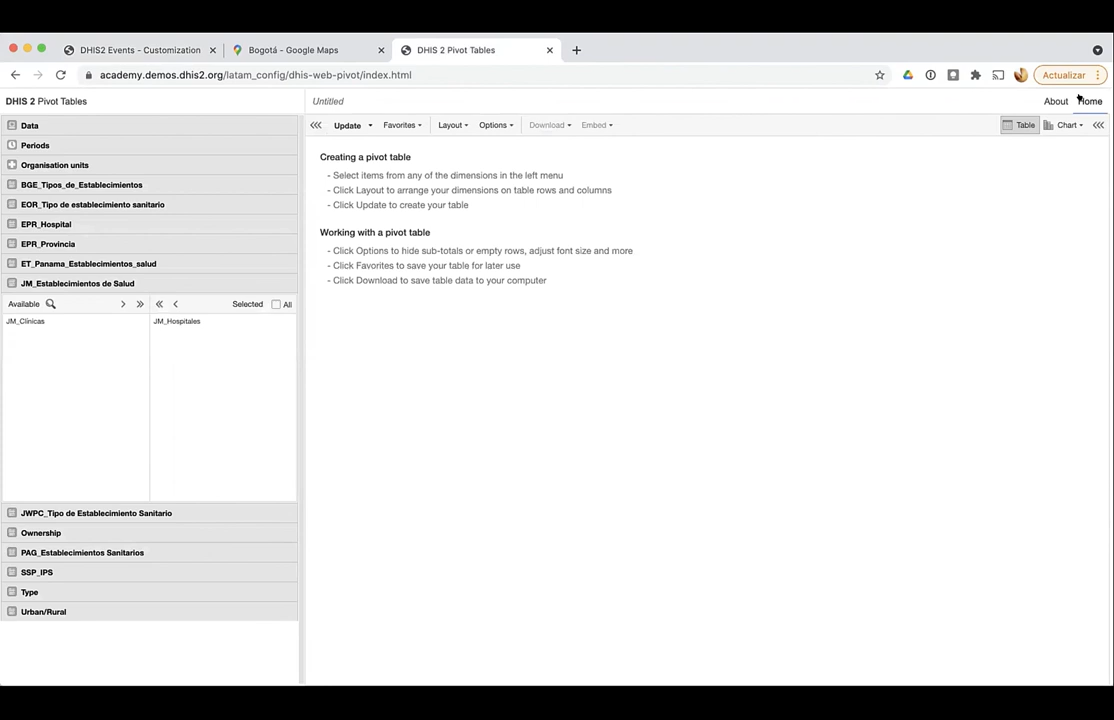 DHIS2 Events - Customization
Bogotá - Google Maps
DHIS 2 Pivot Tables
academy.demos.dhis2.org/latam_config/dhis-web-pivot/index.html
Actualizar
DHIS 2 Pivot Tables
Untitled
About
Home
Data
Update
Favorites
Layout
Options
Download
Embed
Table
Chart
Periods
Organisation units
BGE_Tipos_de_Establecimientos
EOR_Tipo de establecimiento sanitario
EPR_Hospital
EPR_Provincia
ET_Panama_Establecimientos_salud
JM_Establecimientos de Salud
Available
Selected
All
JM_Clínicas
JM_Hospitales
JWPC_Tipo de Establecimiento Sanitario
Ownership
PAG_Establecimientos Sanitarios
SSP_IPS
Type
Urban/Rural
Creating a pivot table
- Select items from any of the dimensions in the left menu
- Click Layout to arrange your dimensions on table rows and columns
- Click Update to create your table
Working with a pivot table
- Click Options to hide sub-totals or empty rows, adjust font size and more
- Click Favorites to save your table for later use
- Click Download to save table data to your computer